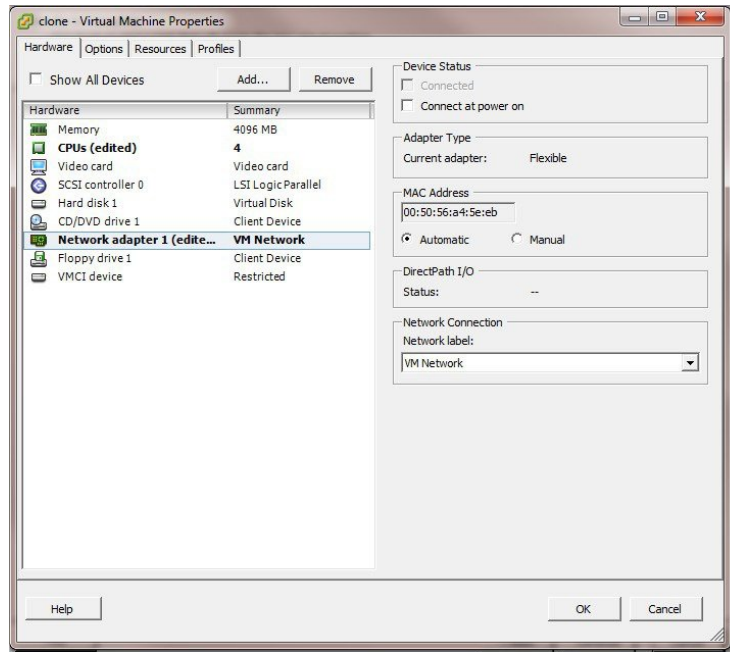 clone - Virtual Machine Properties
Hardware Options Resources Profiles
Show All Devices Add... Remove
Hardware Summary
Memory 4096 MB
CPUs (edited) 4
Video card Video card
SCSI controller 0 LSI Logic Parallel
Hard disk 1 Virtual Disk
CD/DVD drive 1 Client Device
Network adapter 1 (edite... VM Network
Floppy drive 1 Client Device
VMCI device Restricted
Device Status
Connected
Connect at power on
Adapter Type
Current adapter: Flexible
MAC Address
00:50:56:a4:5e:eb
Automatic Manual
DirectPath I/O
Status: --
Network Connection
Network label:
VM Network
Help OK Cancel